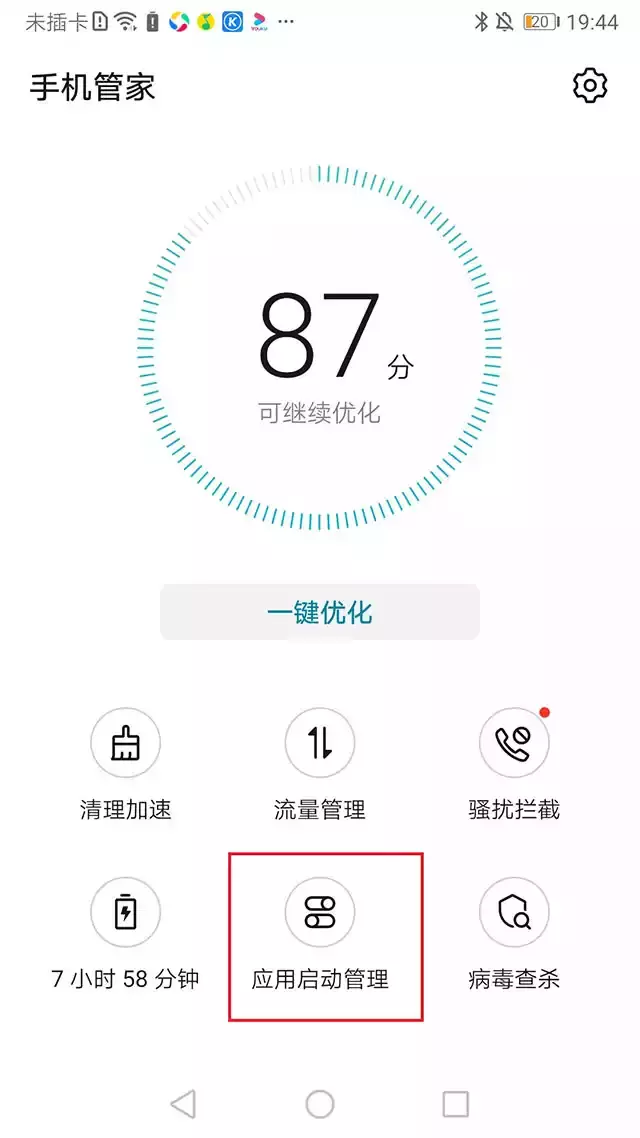 未插卡 20 19:44
手机管家
87 分
可继续优化
一键优化
清理加速 流量管理 骚扰拦截
7 小时 58 分钟 应用启动管理 病毒查杀